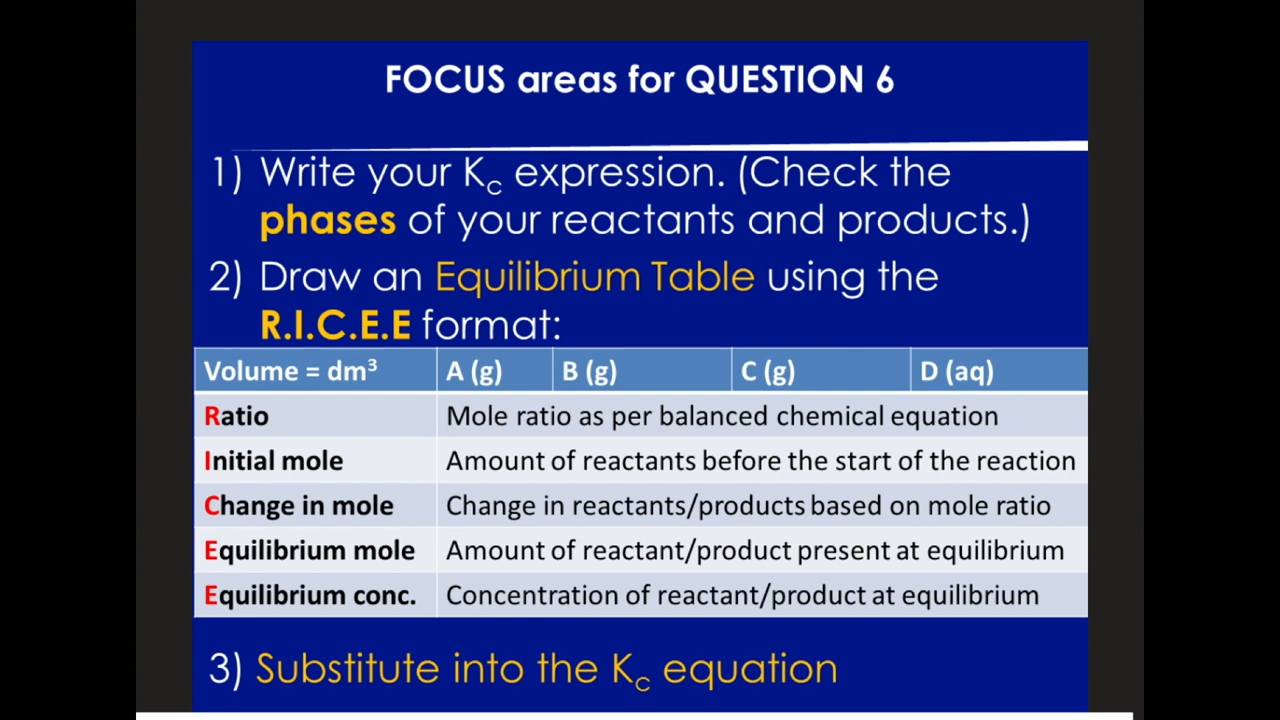 FOCUS areas for QUESTION 6
1) Write your Kc expression. (Check the
phases of your reactants and products.)
2) Draw an Equilibrium Table using the
R.I.C.E.E format:
Volume = dm³ A (g) B (g) C (g) D (aq)
Ratio Mole ratio as per balanced chemical equation
Initial mole Amount of reactants before the start of the reaction
Change in mole Change in reactants/products based on mole ratio
Equilibrium mole Amount of reactant/product present at equilibrium
Equilibrium conc. Concentration of reactant/product at equilibrium
3) Substitute into the Kc equation